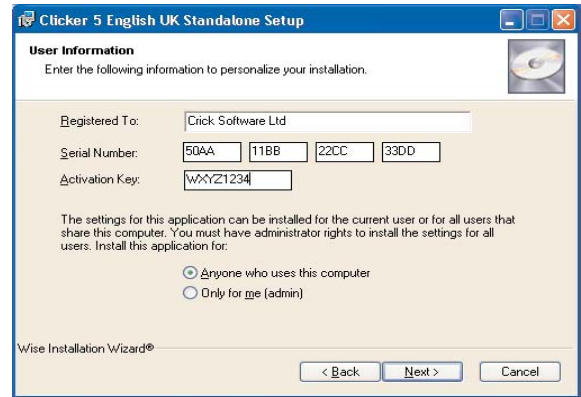 Clicker 5 English UK Standalone Setup
User Information
Enter the following information to personalize your installation.
Registered To: Crick Software Ltd
Serial Number: 50AA 11BB 22CC 33DD
Activation Key: WXYZ1234
The settings for this application can be installed for the current user or for all users that
share this computer. You must have administrator rights to install the settings for all
users. Install this application for:
Anyone who uses this computer
Only for me (admin)
Wise Installation Wizard®
< Back Next > Cancel